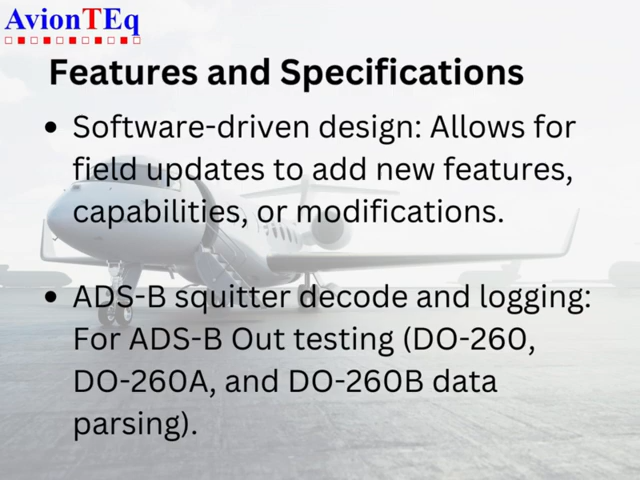 AvionTEq
Features and Specifications
• Software-driven design: Allows for
field updates to add new features,
capabilities, or modifications.
• ADS-B squitter decode and logging:
For ADS-B Out testing (DO-260,
DO-260A, and DO-260B data
parsing).